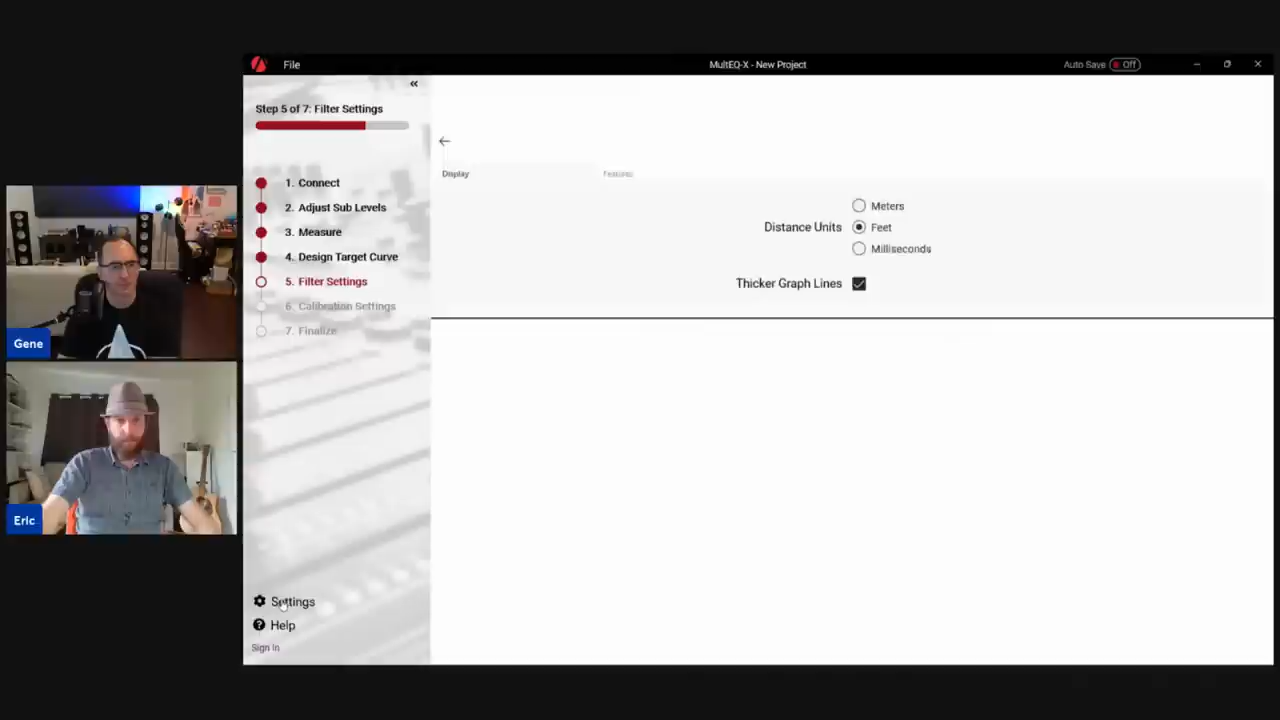 File
MultEQ-X - New Project
Auto Save
Off
Step 5 of 7: Filter Settings
1. Connect
2. Adjust Sub Levels
3. Measure
4. Design Target Curve
5. Filter Settings
6. Calibration Settings
7. Finalize
Settings
Help
Sign In
Display
Features
Distance Units
Meters
Feet
Milliseconds
Thicker Graph Lines
Gene
Eric